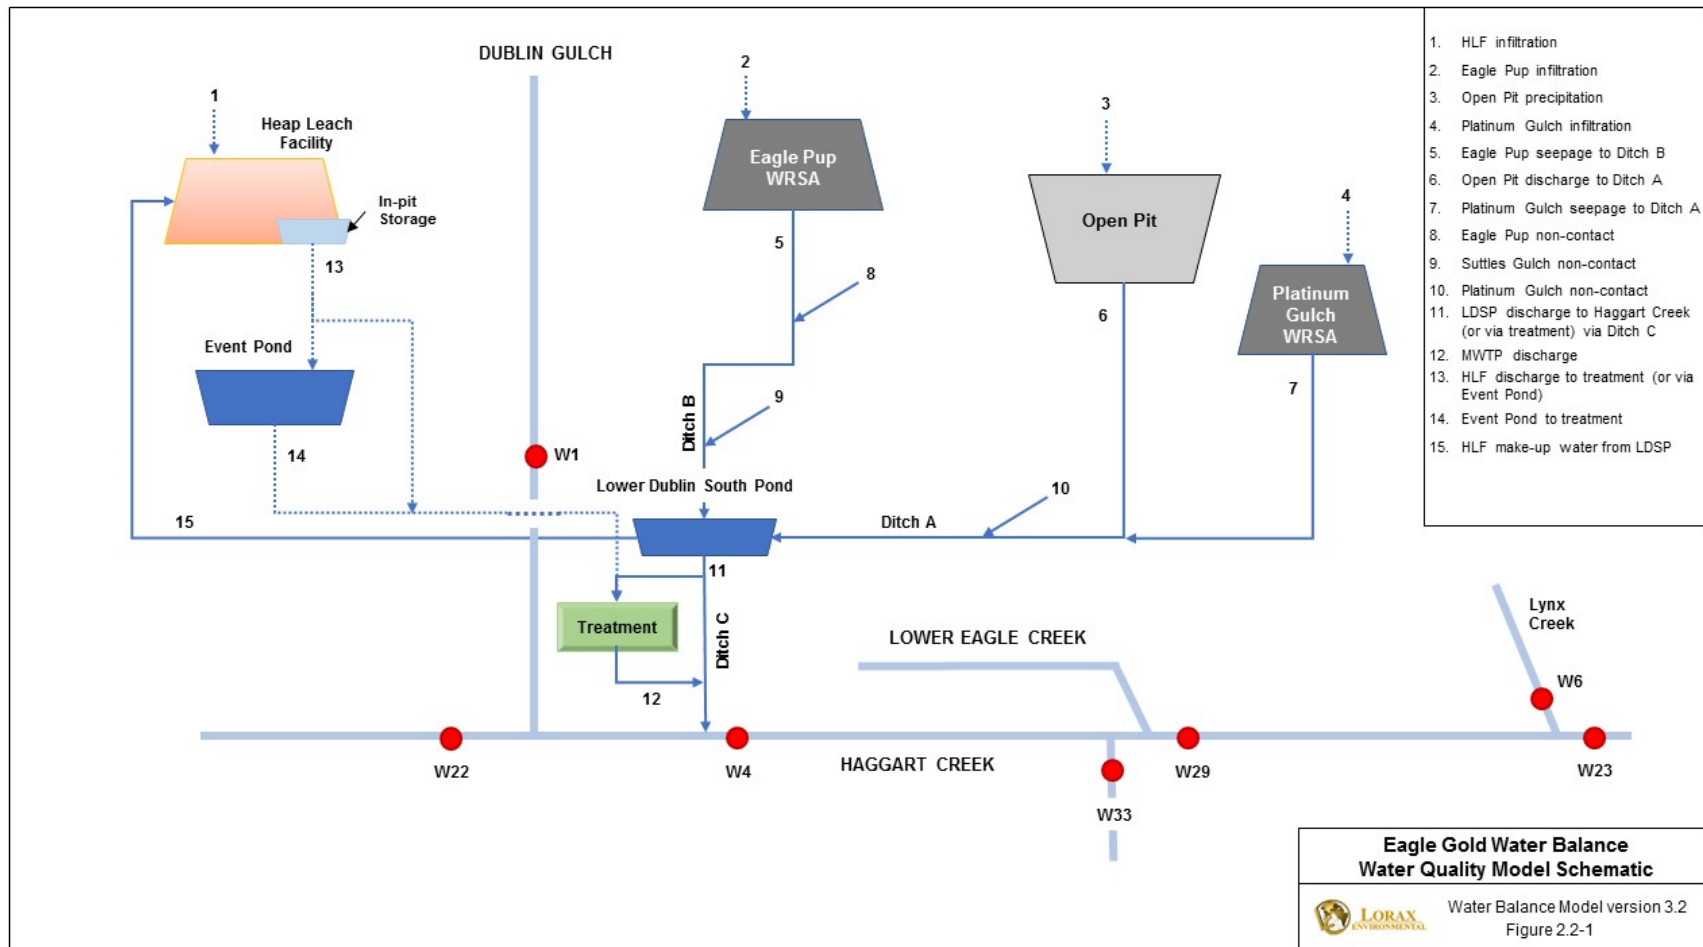 DUBLIN GULCH
1
Heap Leach
Facility
In-pit
Storage
13
Event Pond
14
15
W1
2
Eagle Pup
WRSA
5
8
Ditch B
9
Lower Dublin South Pond
3
Open Pit
6
4
Platinum
Gulch
WRSA
7
10
Ditch A
11
Treatment
Ditch C
12
LOWER EAGLE CREEK
Lynx
Creek
W6
W22
W4
HAGGART CREEK
W29
W23
W33
1. HLF infiltration
2. Eagle Pup infiltration
3. Open Pit precipitation
4. Platinum Gulch infiltration
5. Eagle Pup seepage to Ditch B
6. Open Pit discharge to Ditch A
7. Platinum Gulch seepage to Ditch A
8. Eagle Pup non-contact
9. Suttles Gulch non-contact
10. Platinum Gulch non-contact
11. LDSP discharge to Haggart Creek
(or via treatment) via Ditch C
12. MWTP discharge
13. HLF discharge to treatment (or via
Event Pond)
14. Event Pond to treatment
15. HLF make-up water from LDSP
Eagle Gold Water Balance
Water Quality Model Schematic
LORAX
ENVIRONMENTAL
Water Balance Model version 3.2
Figure 2.2-1